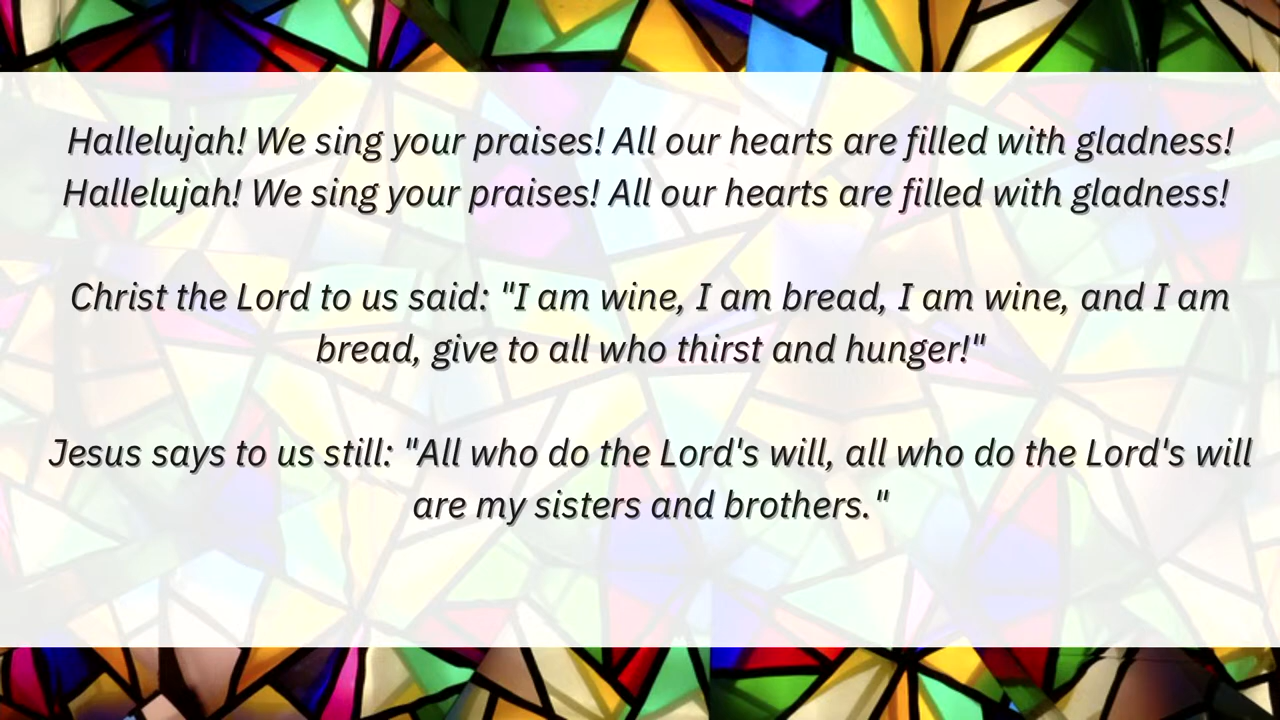 Hallelujah! We sing your praises! All our hearts are filled with gladness!
Hallelujah! We sing your praises! All our hearts are filled with gladness!
Christ the Lord to us said: "I am wine, I am bread, I am wine, and I am
bread, give to all who thirst and hunger!"
Jesus says to us still: "All who do the Lord's will, all who do the Lord's will
are my sisters and brothers."